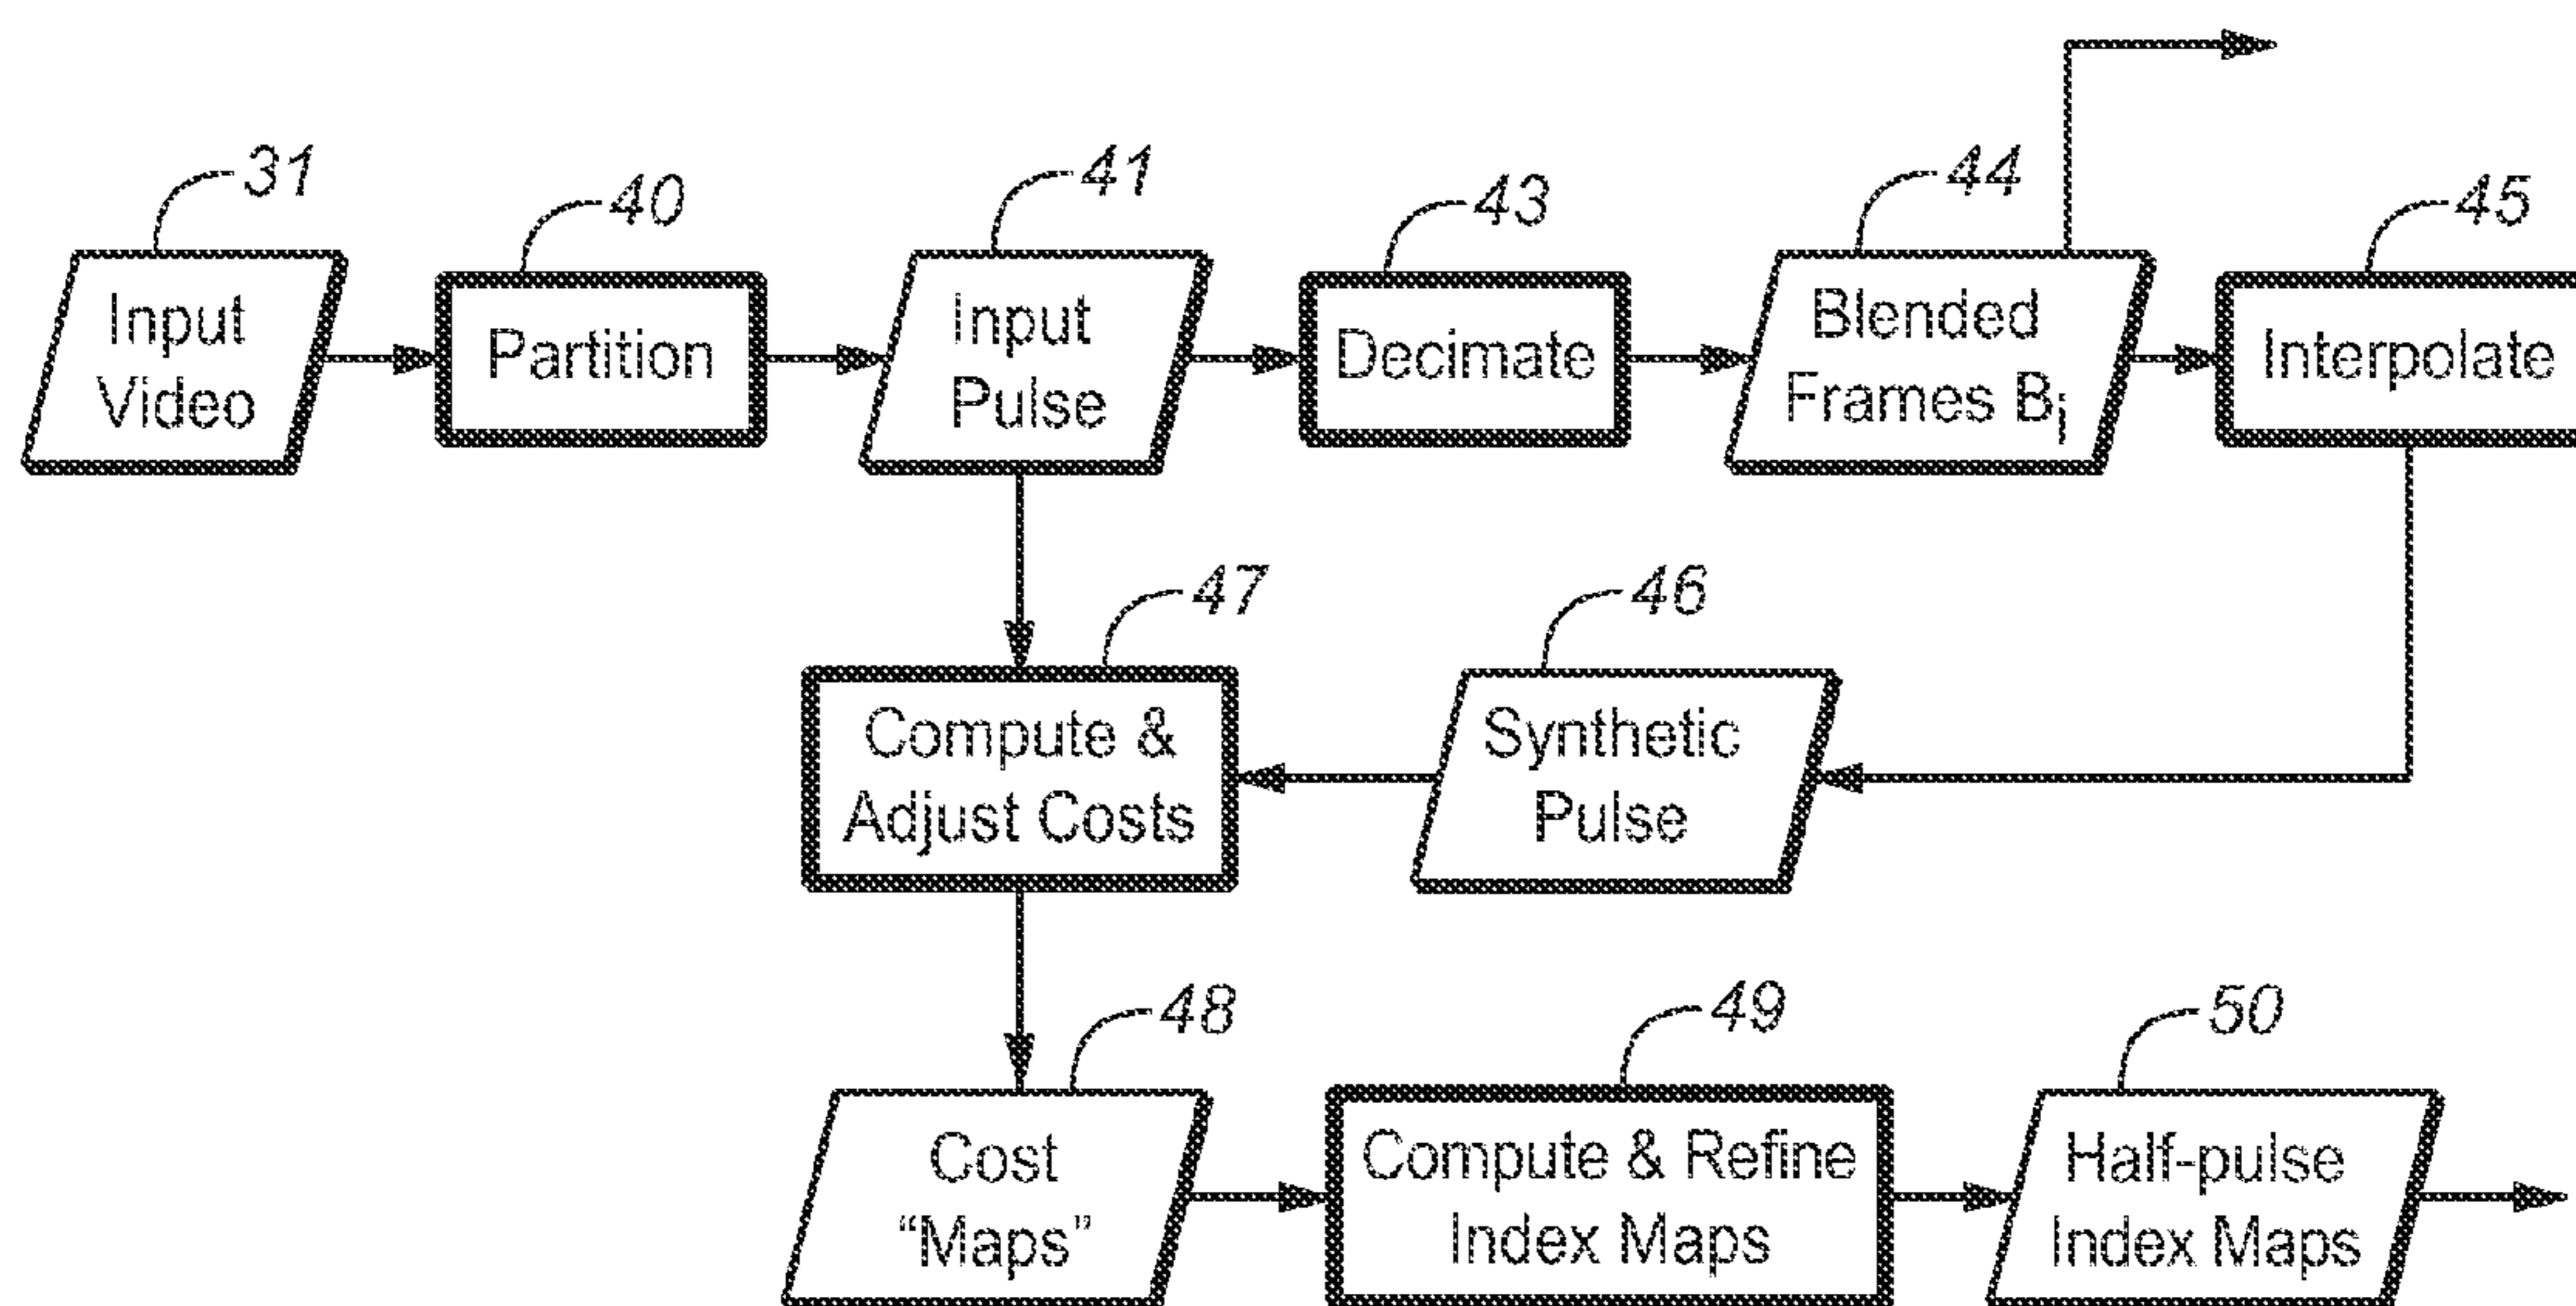 31
40
41
43
44
45
Input
Video
Partition
Input
Pulse
Decimate
Blended
Frames Bi
Interpolate
47
46
Compute &
Adjust Costs
Synthetic
Pulse
48
49
50
Cost
“Maps”
Compute & Refine
Index Maps
Half-pulse
Index Maps